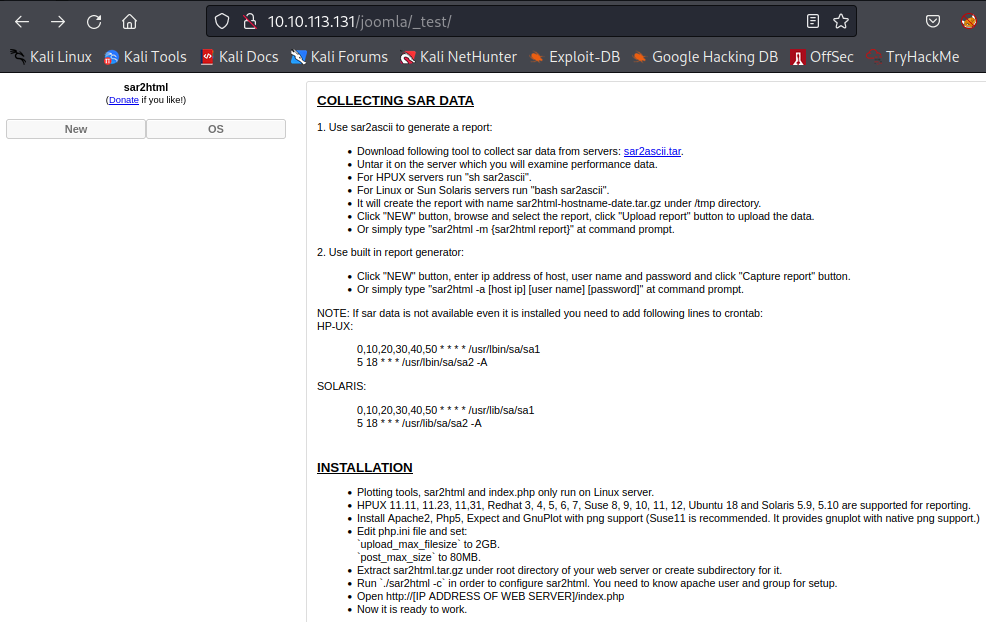 10.10.113.131/joomla/_test/
Kali Linux Kali Tools Kali Docs Kali Forums Kali NetHunter Exploit-DB Google Hacking DB OffSec TryHackMe
sar2html
(Donate if you like!)
New OS
COLLECTING SAR DATA
1. Use sar2ascii to generate a report:
• Download following tool to collect sar data from servers: sar2ascii.tar.
• Untar it on the server which you will examine performance data.
• For HPUX servers run "sh sar2ascii".
• For Linux or Sun Solaris servers run "bash sar2ascii".
• It will create the report with name sar2html-hostname-date.tar.gz under /tmp directory.
• Click "NEW" button, browse and select the report, click "Upload report" button to upload the data.
• Or simply type "sar2html -m {sar2html report}" at command prompt.
2. Use built in report generator:
• Click "NEW" button, enter ip address of host, user name and password and click "Capture report" button.
• Or simply type "sar2html -a [host ip] [user name] [password]" at command prompt.
NOTE: If sar data is not available even it is installed you need to add following lines to crontab:
HP-UX:
0,10,20,30,40,50 * * * * /usr/lbin/sa/sa1
5 18 * * * /usr/lbin/sa/sa2 -A
SOLARIS:
0,10,20,30,40,50 * * * * /usr/lib/sa/sa1
5 18 * * * /usr/lib/sa/sa2 -A
INSTALLATION
• Plotting tools, sar2html and index.php only run on Linux server.
• HPUX 11.11, 11.23, 11,31, Redhat 3, 4, 5, 6, 7, Suse 8, 9, 10, 11, 12, Ubuntu 18 and Solaris 5.9, 5.10 are supported for reporting.
• Install Apache2, Php5, Expect and GnuPlot with png support (Suse11 is recommended. It provides gnuplot with native png support.)
• Edit php.ini file and set:
`upload_max_filesize` to 2GB.
`post_max_size` to 80MB.
• Extract sar2html.tar.gz under root directory of your web server or create subdirectory for it.
• Run `./sar2html -c` in order to configure sar2html. You need to know apache user and group for setup.
• Open http://[IP ADDRESS OF WEB SERVER]/index.php
• Now it is ready to work.